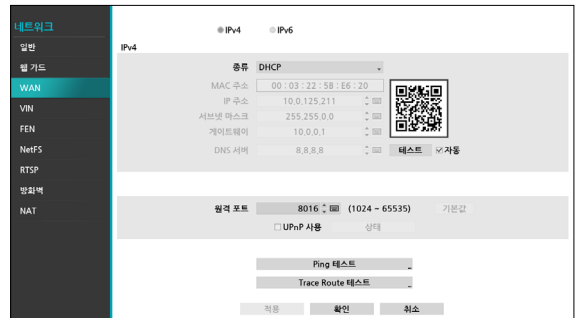 네트워크
일반
웹 가드
WAN
VIN
FEN
NetFS
RTSP
방화벽
NAT
IPv4 IPv6
IPv4
종류 DHCP
MAC 주소 00 : 03 : 22 : 58 : E6 : 20
IP 주소 10,0,125,211
서브넷 마스크 255,255,0,0
게이트웨이 10,0,0,1
DNS 서버 8,8,8,8 테스트 자동
원격 포트 8016 (1024 ~ 65535) 기본값
UPnP 사용 상태
Ping 테스트
Trace Route 테스트
적용 확인 취소